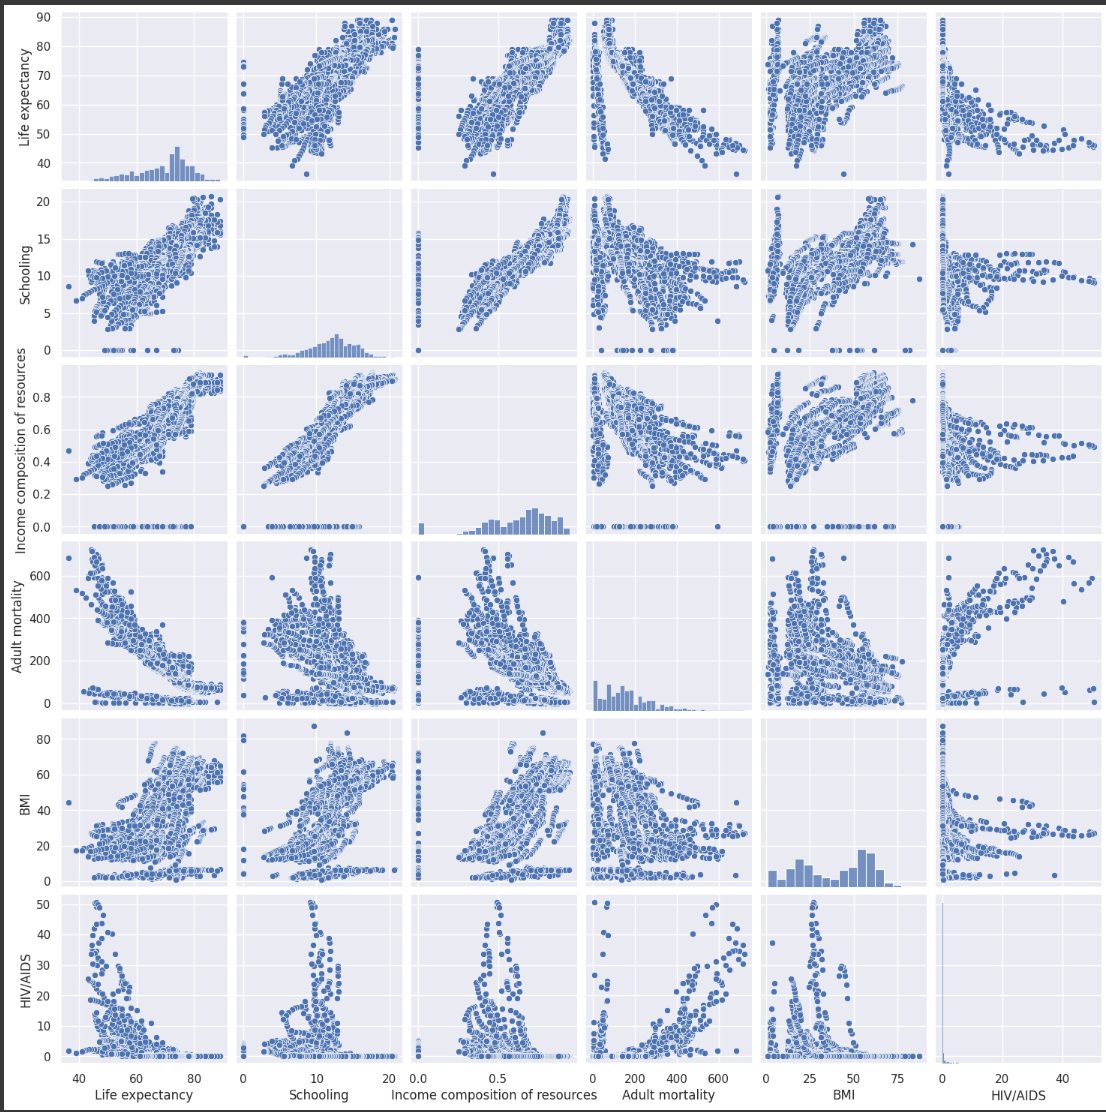 90
80
70
60
50
40
Life expectancy
20
15
10
5
0
Schooling
0.8
0.6
0.4
0.2
0.0
Income composition of resources
600
400
200
0
Adult mortality
80
60
40
20
0
BMI
50
40
30
20
10
0
HIV/AIDS
40 60 80
Life expectancy
0 10 20
Schooling
0.0 0.5
Income composition of resources
0 200 400 600
Adult mortality
0 25 50 75
BMI
0 20 40
HIV/AIDS